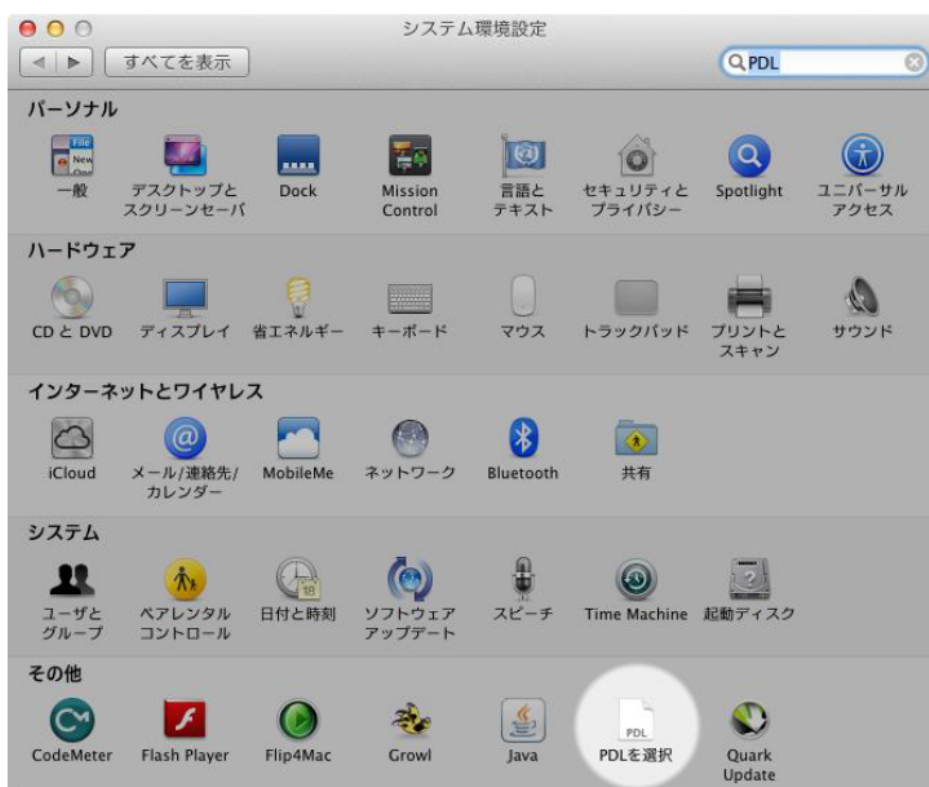 システム環境設定
すべてを表示
PDL
パーソナル
File
New
一般
デスクトップと
スクリーンセーバ
Dock
Mission
Control
言語と
テキスト
セキュリティと
プライバシー
Spotlight
ユニバーサル
アクセス
ハードウェア
CD と DVD
ディスプレイ
省エネルギー
キーボード
マウス
トラックパッド
プリントと
スキャン
サウンド
インターネットとワイヤレス
iCloud
メール/連絡先/
カレンダー
MobileMe
ネットワーク
Bluetooth
共有
システム
ユーザと
グループ
ペアレンタル
コントロール
18
日付と時刻
ソフトウェア
アップデート
スピーチ
Time Machine
起動ディスク
その他
CodeMeter
Flash Player
Flip4Mac
Growl
Java
PDL
PDLを選択
Quark
Update